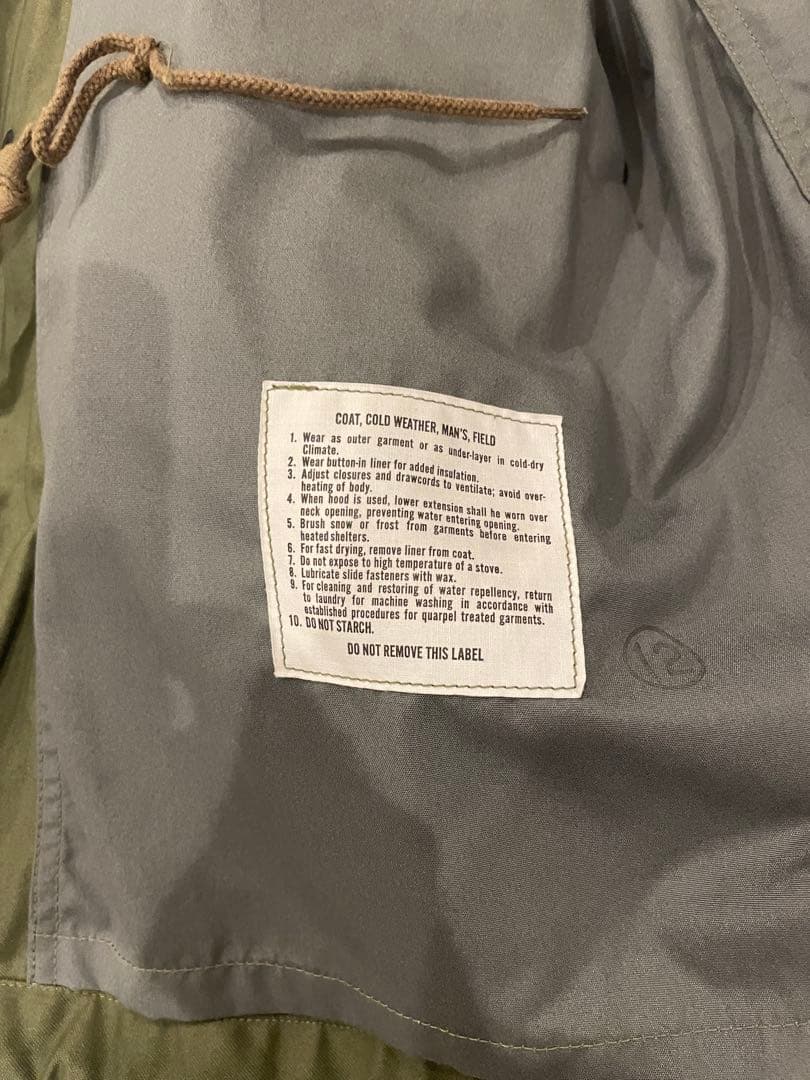 COAT, COLD WEATHER, MAN'S, FIELD
1. Wear as outer garment or as under-layer in cold-dry
Climate.
2. Wear button-in liner for added insulation.
3. Adjust closures and drawcords to ventilate; avoid over-
heating of body.
4. When hood is used, lower extension shall he worn over
neck opening, preventing water entering opening.
5. Brush snow or frost from garments before entering
heated shelters.
6. For fast drying, remove liner from coat.
7. Do not expose to high temperature of a stove.
8. Lubricate slide fasteners with wax.
9. For cleaning and restoring of water repellency, return
to laundry for machine washing in accordance with
established procedures for quarpel treated garments.
10. DO NOT STARCH.
DO NOT REMOVE THIS LABEL
12